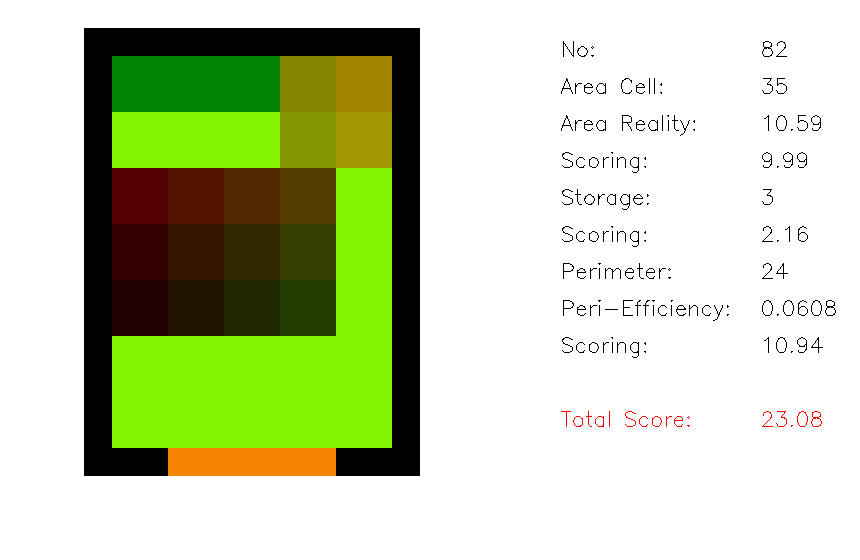 No: 82
Area Cell: 35
Area Reality: 10.59
Scoring: 9.99
Storage: 3
Scoring: 2.16
Perimeter: 24
Peri-Efficiency: 0.0608
Scoring: 10.94
Total Score: 23.08